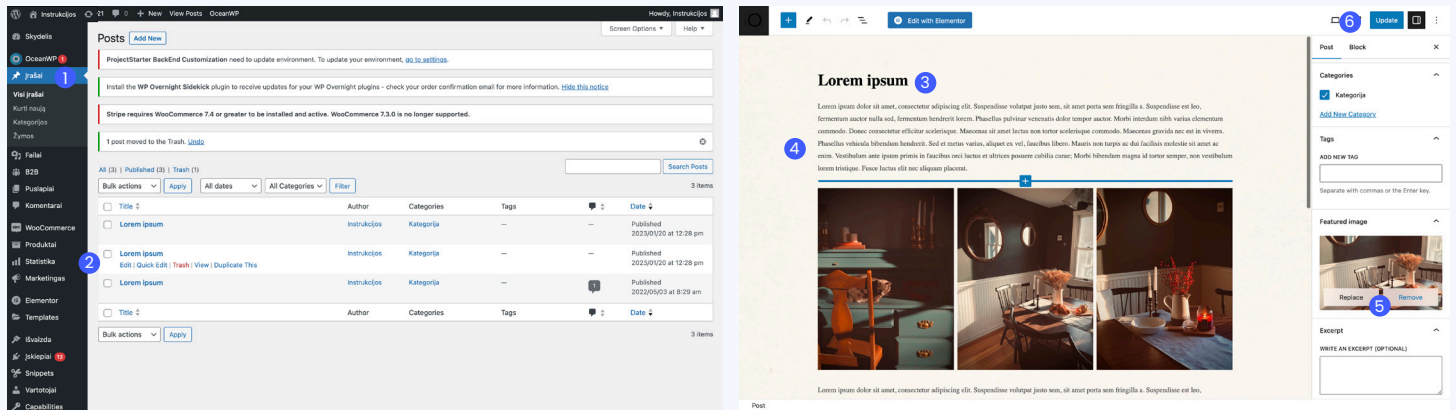 Instrukcijos 21 0 + New View Posts OceanWP Howdy, Instrukcijos
Skydelis
OceanWP 1
Įrašai 1
Visi įrašai
Kurti naują
Kategorijos
Žymos
Failai
B2B
Puslapiai
Komentarai
WooCommerce
Produktai
Statistika
Marketingas
Elementor
Templates
Išvaizda
Įskiepiai 13
Snippets
Vartotojai
Capabilities
Screen Options ▼ Help ▼
Posts Add New
ProjectStarter BackEnd Customization need to update environment. To update your environment, go to settings.
Install the WP Overnight Sidekick plugin to receive updates for your WP Overnight plugins - check your order confirmation email for more information. Hide this notice
Stripe requires WooCommerce 7.4 or greater to be installed and active. WooCommerce 7.3.0 is no longer supported.
1 post moved to the Trash. Undo
All (3) | Published (3) | Trash (1) Search Posts
Bulk actions Apply All dates All Categories Filter 3 items
Title Author Categories Tags Date
Lorem ipsum Instrukcijos Kategorija — — Published
2023/01/20 at 12:28 pm
2
Lorem ipsum Instrukcijos Kategorija — — Published
Edit | Quick Edit | Trash | View | Duplicate This 2023/01/20 at 12:28 pm
Lorem ipsum Instrukcijos Kategorija — 1 Published
2022/05/03 at 8:29 am
Title Author Categories Tags Date
Bulk actions Apply 3 items
+ Edit with Elementor 6 Update
Lorem ipsum 3
4
Lorem ipsum dolor sit amet, consectetur adipiscing elit. Suspendisse volutpat justo sem, sit amet porta sem fringilla a. Suspendisse est leo,
fermentum auctor nulla sed, fermentum hendrerit lorem. Phasellus pulvinar venenatis dolor tempor auctor. Morbi interdum nibh varius elementum
commodo. Donec consectetur efficitur scelerisque. Maecenas sit amet lectus non tortor scelerisque commodo. Maecenas gravida nec est in viverra.
Phasellus vehicula bibendum hendrerit. Sed et metus varius, aliquet ex vel, faucibus libero. Mauris non turpis ac dui facilisis molestie sit amet ac
enim. Vestibulum ante ipsum primis in faucibus orci luctus et ultrices posuere cubilia curae; Morbi bibendum magna id tortor semper, non vestibulum
lorem tristique. Fusce luctus elit nec aliquam placerat.
+
Lorem ipsum dolor sit amet, consectetur adipiscing elit. Suspendisse volutpat justo sem, sit amet porta sem fringilla a. Suspendisse est leo,
Post
Post Block
Categories
Kategorija
Add New Category
Tags
ADD NEW TAG
Separate with commas or the Enter key.
Featured image
Replace Remove
5
Excerpt
WRITE AN EXCERPT (OPTIONAL)